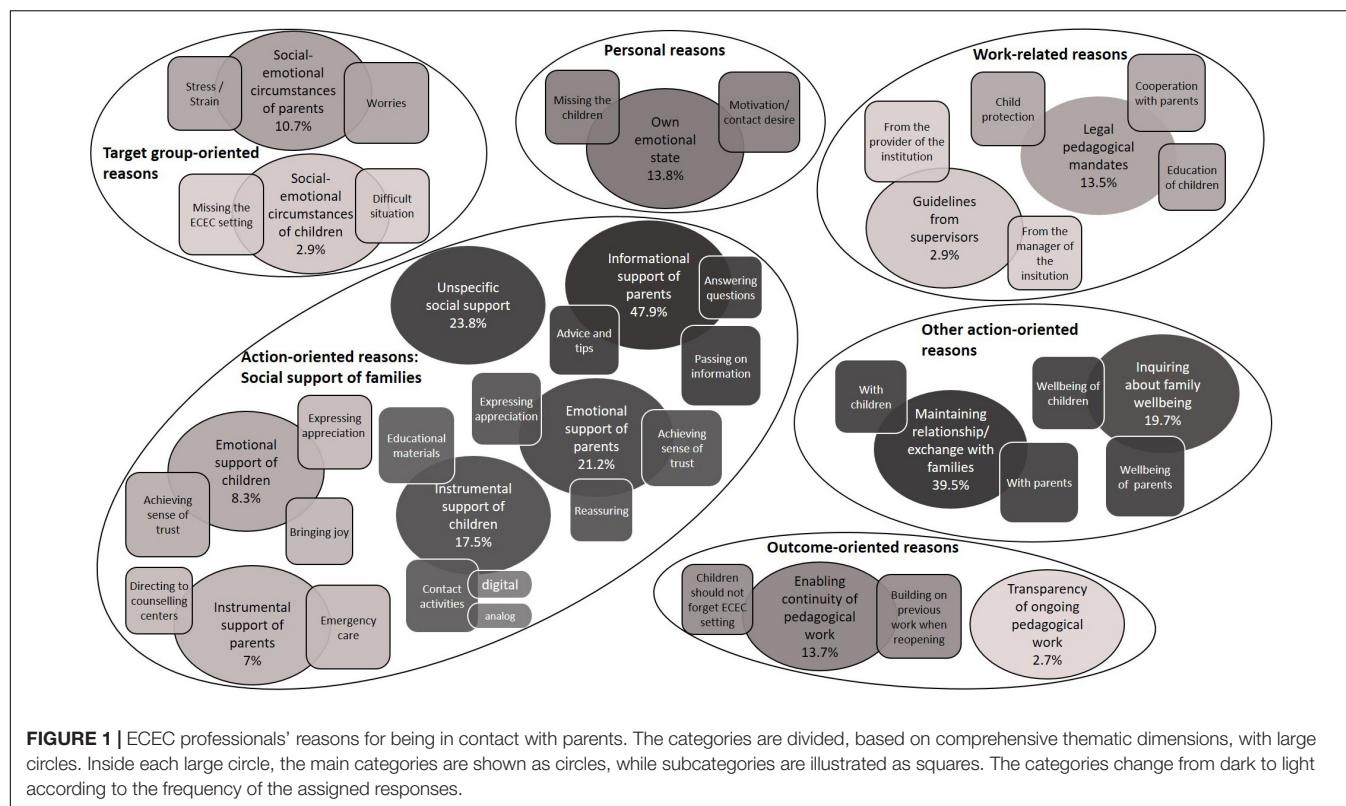 Social-
emotional
circumstances
of parents
10.7%
Stress /
Strain
Worries
Target group-oriented
reasons
Social-
emotional
circumstances
of children
2.9%
Missing the
ECEC setting
Difficult
situation
Personal reasons
Missing the
children
Motivation/
contact desire
Own
emotional
state
13.8%
Work-related reasons
Child
protection
Cooperation
with parents
From the
provider of the
institution
Legal
pedagogical
mandates
13.5%
Education
of children
Guidelines
from
supervisors
2.9%
From the
manager of
the
insitution
Action-oriented reasons:
Social support of families
Unspecific
social support
23.8%
Informational
support of
parents
47.9%
Answering
questions
Advice and
tips
Passing on
information
Expressing
appreciation
Emotional
support of
parents
21.2%
Achieving
sense of
trust
Reassuring
Educational
materials
Instrumental
support of
children
17.5%
Contact
activities
digital
analog
Expressing
appreciation
Emotional
support of
children
8.3%
Achieving
sense of
trust
Bringing joy
Directing to
counselling
centers
Instrumental
support of
parents
7%
Emergency
care
Other action-oriented
reasons
With
children
Maintaining
relationship/
exchange with
families
39.5%
With
parents
Wellbeing of
children
Inquiring
about family
wellbeing
19.7%
Wellbeing
of parents
Outcome-oriented reasons
Children
should not
forget ECEC
setting
Enabling
continuity of
pedagogical
work
13.7%
Building on
previous
work when
reopening
Transparency
of ongoing
pedagogical
work
2.7%
FIGURE 1 | ECEC professionals’ reasons for being in contact with parents. The categories are divided, based on comprehensive thematic dimensions, with large
circles. Inside each large circle, the main categories are shown as circles, while subcategories are illustrated as squares. The categories change from dark to light
according to the frequency of the assigned responses.